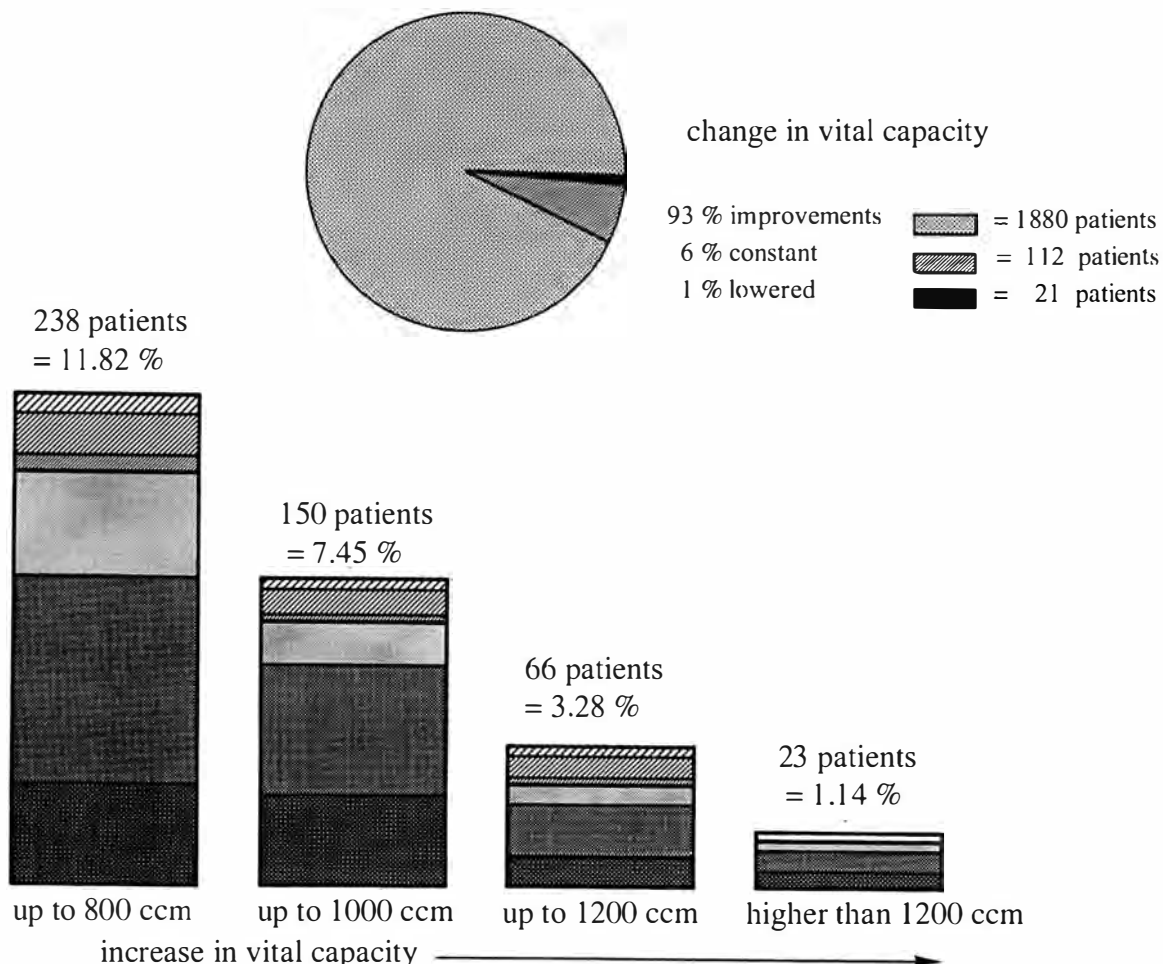 change in vital capacity
93 % improvements = 1880 patients
6 % constant = 112 patients
1 % lowered = 21 patients
238 patients
= 11.82 %
150 patients
= 7.45 %
66 patients
= 3.28 %
23 patients
= 1.14 %
up to 800 ccm up to 1000 ccm up to 1200 ccm higher than 1200 ccm
increase in vital capacity